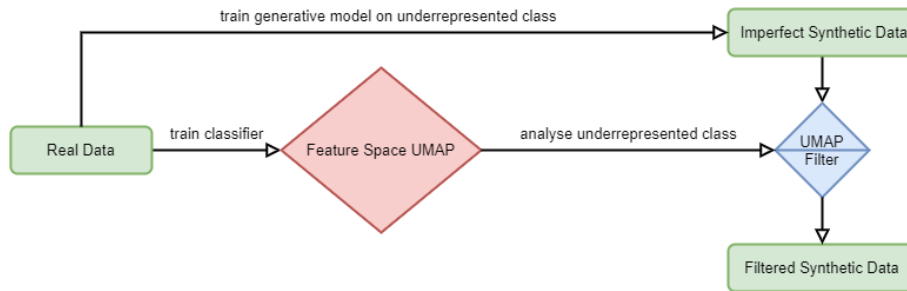 train generative model on underrepresented class
Imperfect Synthetic Data
Real Data
train classifier
Feature Space UMAP
analyse underrepresented class
UMAP
Filter
Filtered Synthetic Data